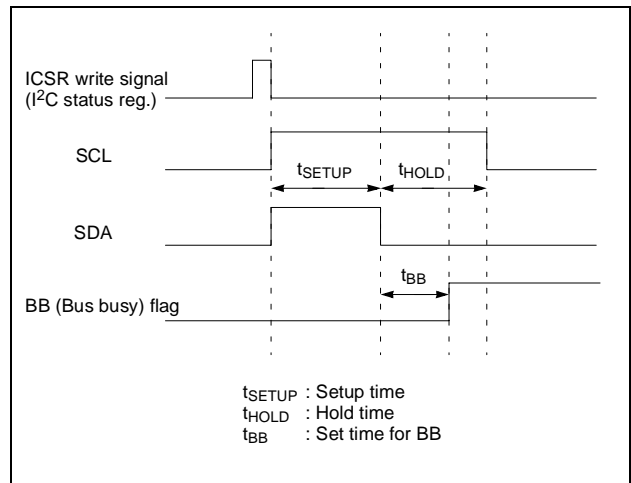 ICSR write signal
(I²C status reg.)
SCL
tSETUP
tHOLD
SDA
tBB
BB (Bus busy) flag
tSETUP : Setup time
tHOLD : Hold time
tBB : Set time for BB